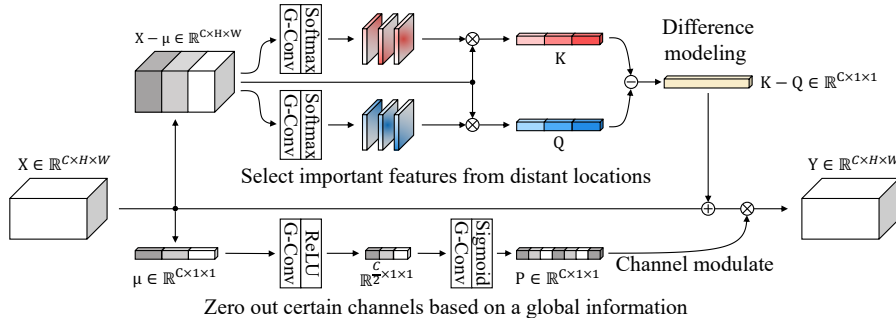 X − μ ∈ ℝ^{C×H×W}
G-Conv
Softmax
K
Difference
modeling
K − Q ∈ ℝ^{C×1×1}
G-Conv
Softmax
Q
X ∈ ℝ^{C×H×W}
Select important features from distant locations
Y ∈ ℝ^{C×H×W}
μ ∈ ℝ^{C×1×1}
G-Conv
ReLU
ℝ^{\frac{C}{2}×1×1}
G-Conv
Sigmoid
P ∈ ℝ^{C×1×1}
Channel modulate
Zero out certain channels based on a global information